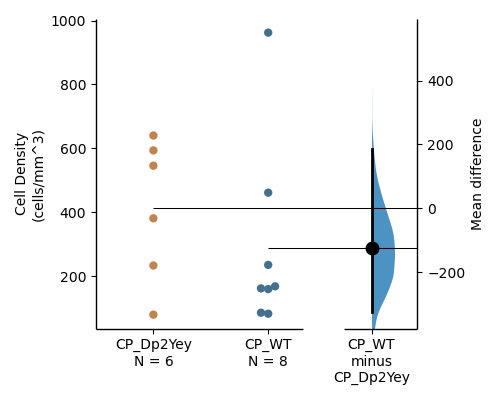 1000
800
600
400
200
Cell Density
(cells/mm^3)
400
200
0
−200
Mean difference
CP_Dp2Yey
N = 6
CP_WT
N = 8
CP_WT
minus
CP_Dp2Yey